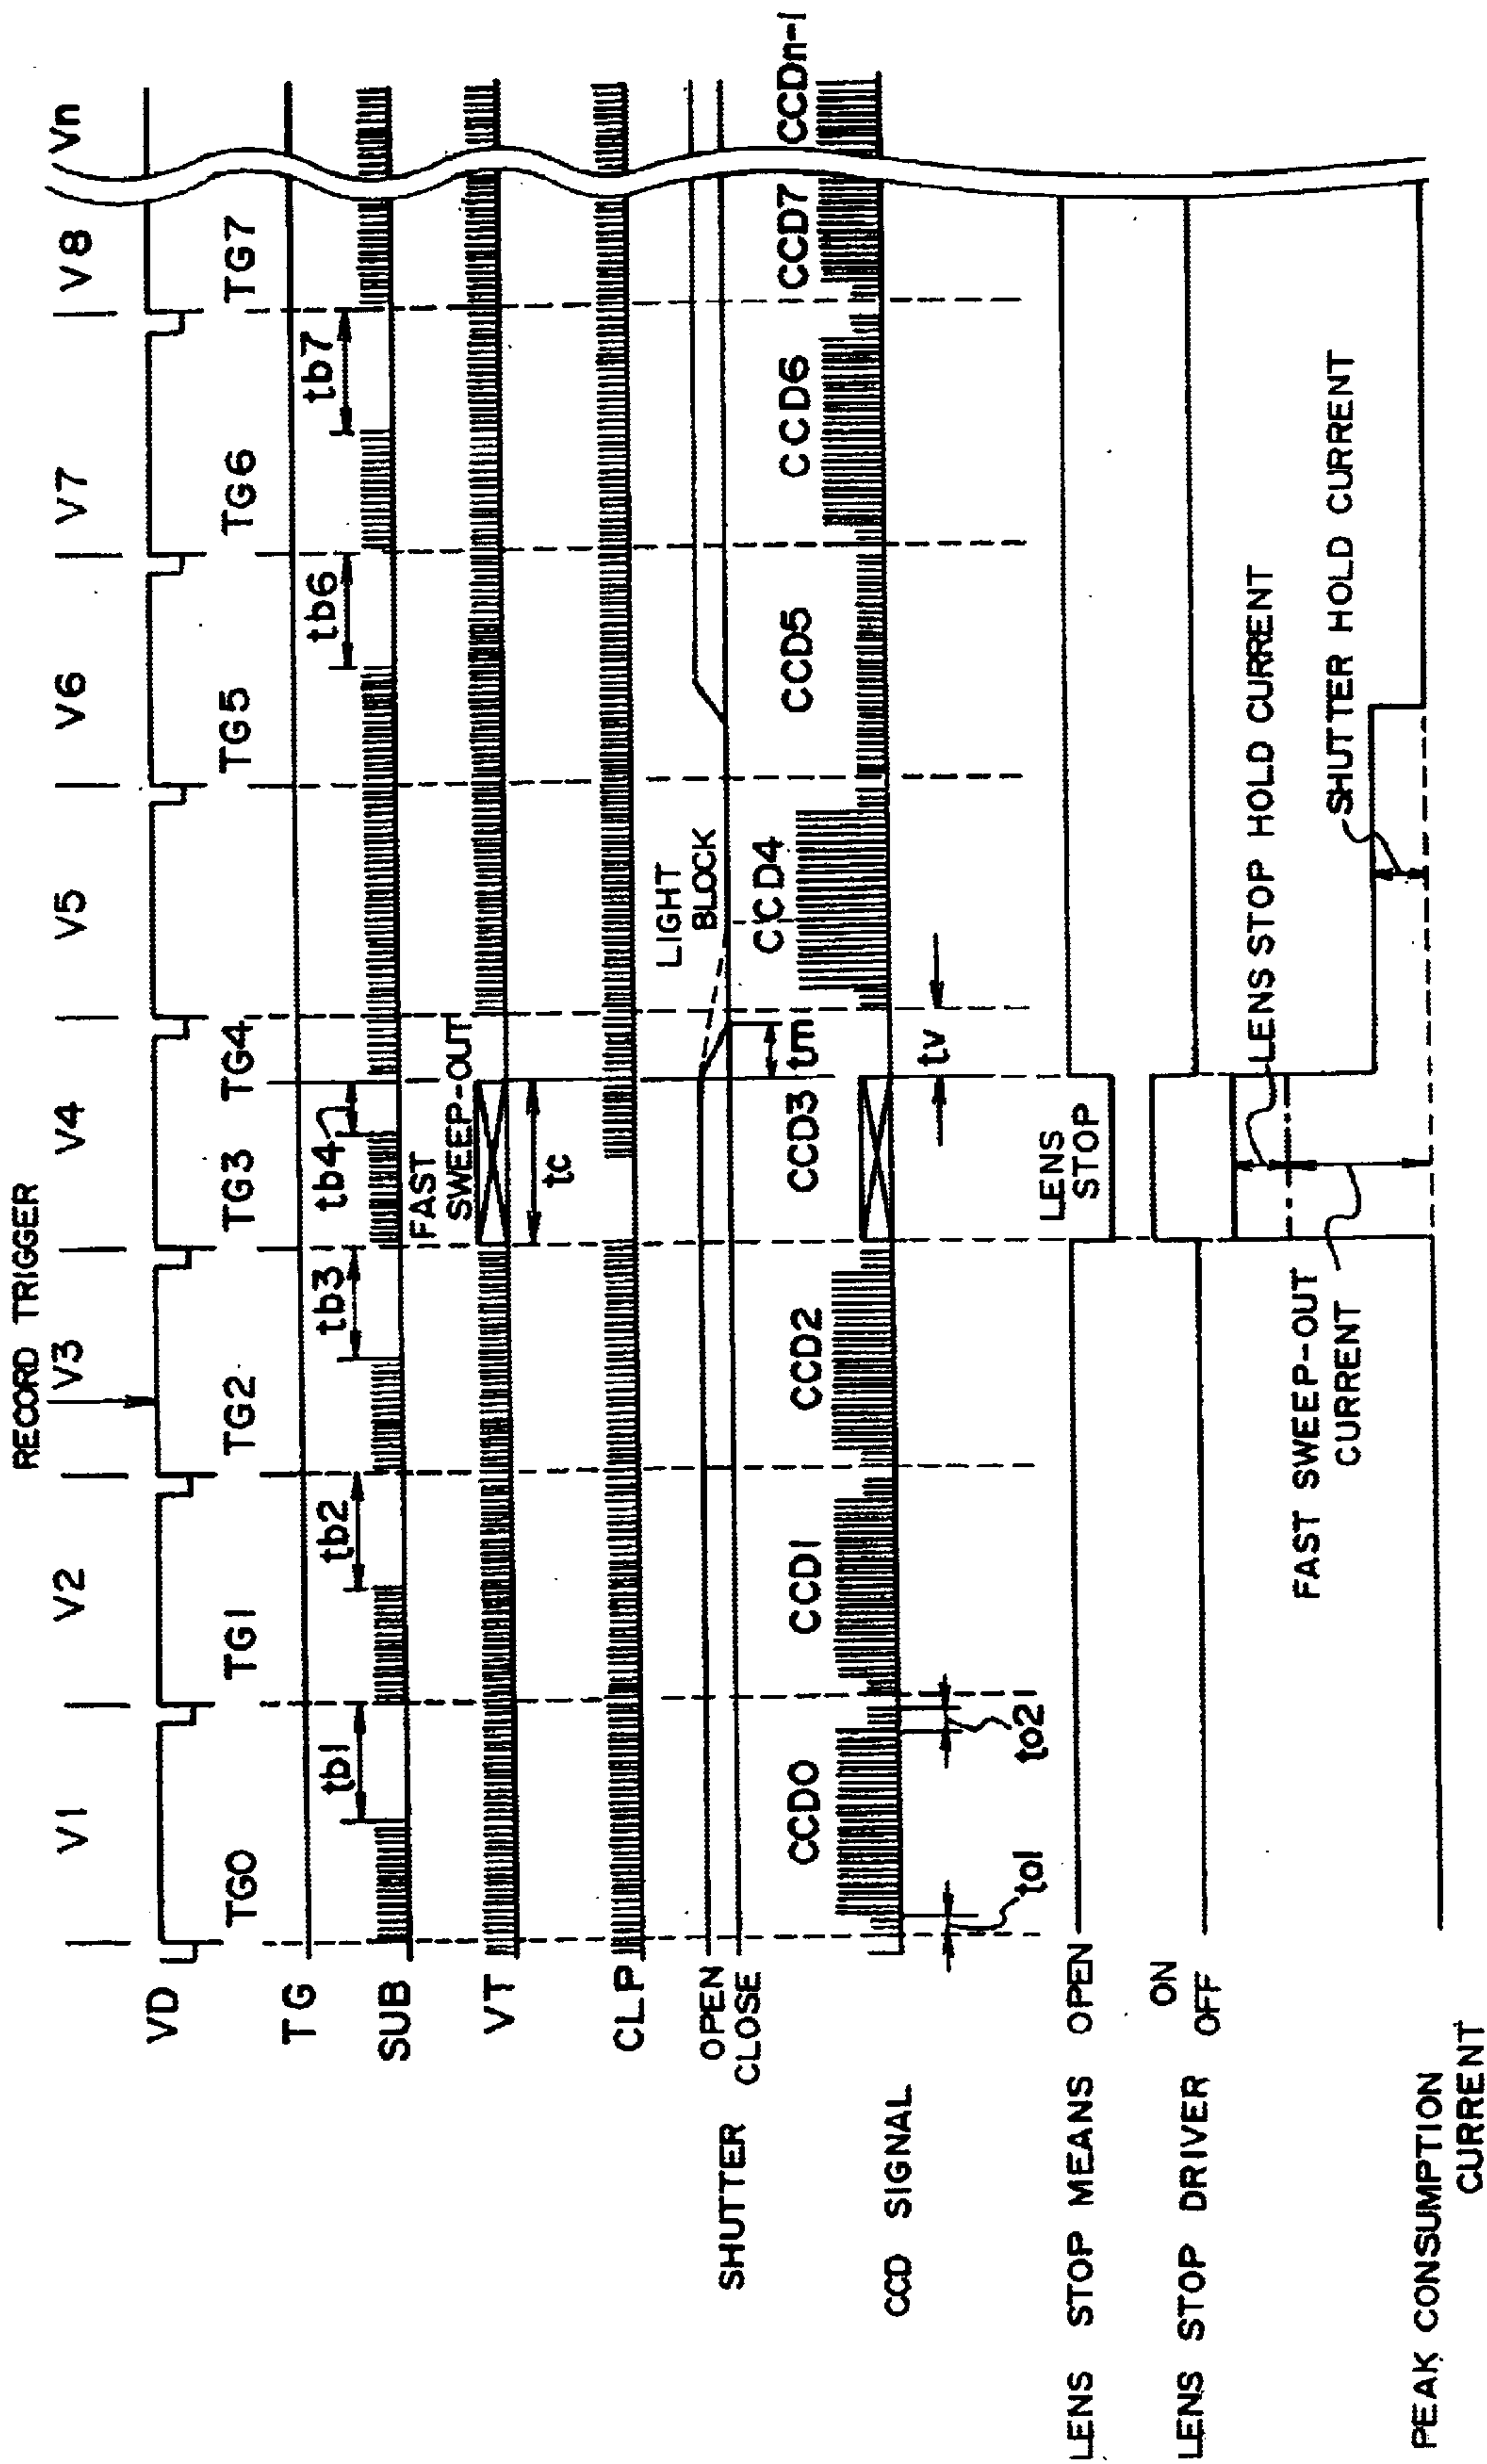 RECORD TRIGGER
V1 V2 V3 V4 V5 V6 V7 V8 Vn
VD
TG0 TG1 TG2 TG3 TG4 TG5 TG6 TG7
TG
tb1 tb2 tb3 tb4 tb6 tb7
SUB
FAST
SWEEP-OUT
VT
tc
CLP
LIGHT
BLOCK
OPEN
CLOSE
SHUTTER
tm
CCD0 CCD1 CCD2 CCD3 CCD4 CCD5 CCD6 CCD7 CCDn-1
CCD SIGNAL
to1 to2 tv
LENS
STOP
LENS STOP MEANS OPEN
ON
LENS STOP DRIVER OFF
LENS STOP HOLD CURRENT
SHUTTER HOLD CURRENT
FAST SWEEP-OUT
CURRENT
PEAK CONSUMPTION
CURRENT